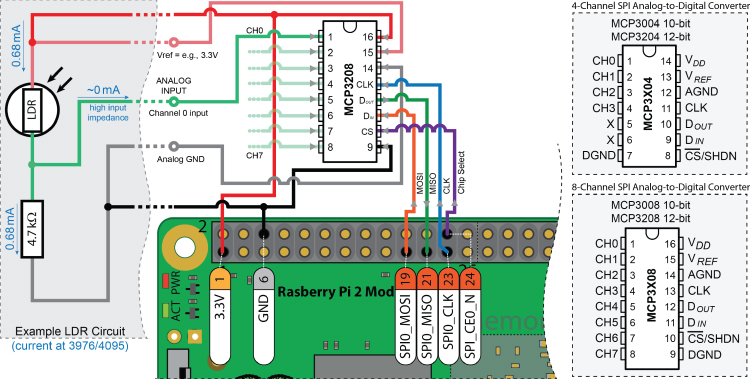 0.68mA
LDR
Vref = e.g., 3.3V
~0mA
high input
impedance
ANALOG
INPUT
Channel 0 input
Analog GND
4.7kΩ
0.68mA
Example LDR Circuit
(current at 3976/4095)
CH0
CH7
MCP3208
1 16
2 15
3 14
4 CLK 13
5 DOUT 12
6 DIN 11
7 CS 10
8 9
MOSI
MISO
CLK
Chip Select
2
ACT PWR
Rasberry Pi 2 Mod
1 3.3V
6 GND
19 SPI0_MOSI
21 SPI0_MISO
23 SPI0_CLK
24 SPI_CE0_N
4-Channel SPI Analog-to-Digital Converter
MCP3004 10-bit
MCP3204 12-bit
MCP3X04
CH0 1 14 VDD
CH1 2 13 VREF
CH2 3 12 AGND
CH3 4 11 CLK
X 5 10 DOUT
X 6 9 DIN
DGND 7 8 CS/SHDN
8-Channel SPI Analog-to-Digital Converter
MCP3008 10-bit
MCP3208 12-bit
MCP3X08
CH0 1 16 VDD
CH1 2 15 VREF
CH2 3 14 AGND
CH3 4 13 CLK
CH4 5 12 DOUT
CH5 6 11 DIN
CH6 7 10 CS/SHDN
CH7 8 9 DGND